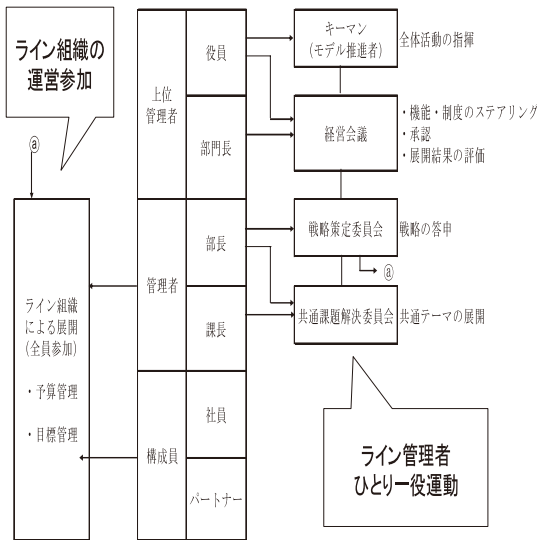 ライン組織の
運営参加
ⓐ
ライン組織
による展開
(全員参加)
・予算管理
・目標管理
上位
管理者
管理者
構成員
役員
部門長
部長
課長
社員
パートナー
キーマン
(モデル推進者)
全体活動の指揮
経営会議
・機能・制度のステアリング
・承認
・展開結果の評価
戦略策定委員会
戦略の答申
ⓐ
共通課題解決委員会
共通テーマの展開
ライン管理者
ひとり一役運動